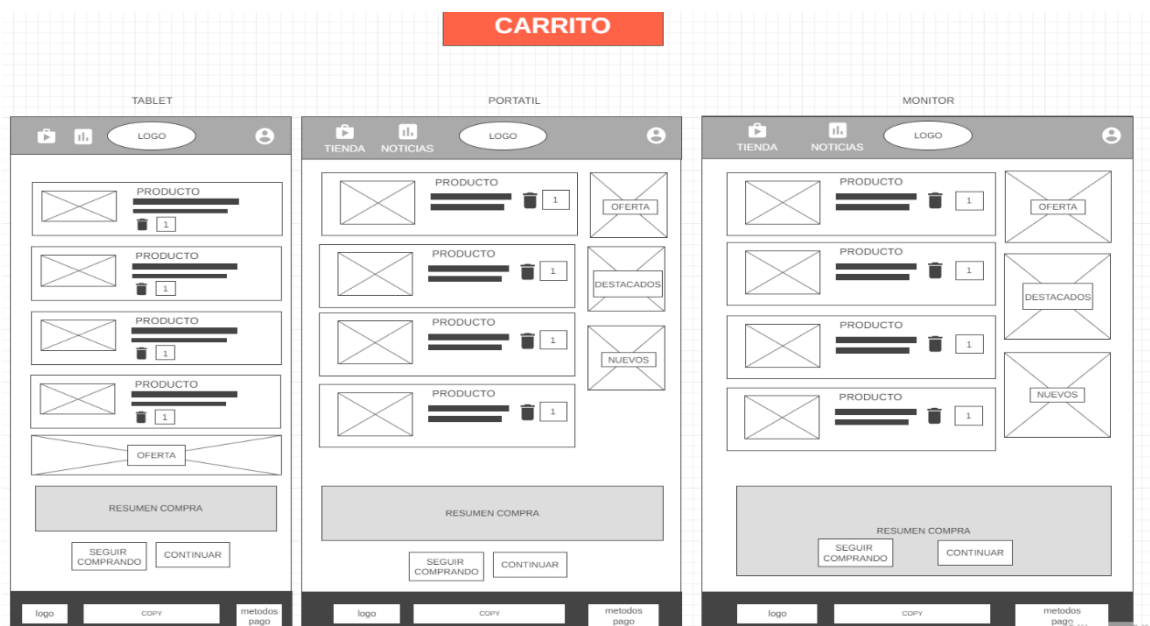 CARRITO
TABLET
LOGO
PRODUCTO
1
PRODUCTO
1
PRODUCTO
1
PRODUCTO
1
OFERTA
RESUMEN COMPRA
SEGUIR
COMPRANDO
CONTINUAR
logo
COPY
metodos
pago
PORTATIL
TIENDA
NOTICIAS
LOGO
PRODUCTO
1
PRODUCTO
1
PRODUCTO
1
PRODUCTO
1
OFERTA
DESTACADOS
NUEVOS
RESUMEN COMPRA
SEGUIR
COMPRANDO
CONTINUAR
logo
COPY
metodos
pago
MONITOR
TIENDA
NOTICIAS
LOGO
PRODUCTO
1
PRODUCTO
1
PRODUCTO
1
PRODUCTO
1
OFERTA
DESTACADOS
NUEVOS
RESUMEN COMPRA
SEGUIR
COMPRANDO
CONTINUAR
logo
COPY
metodos
pago